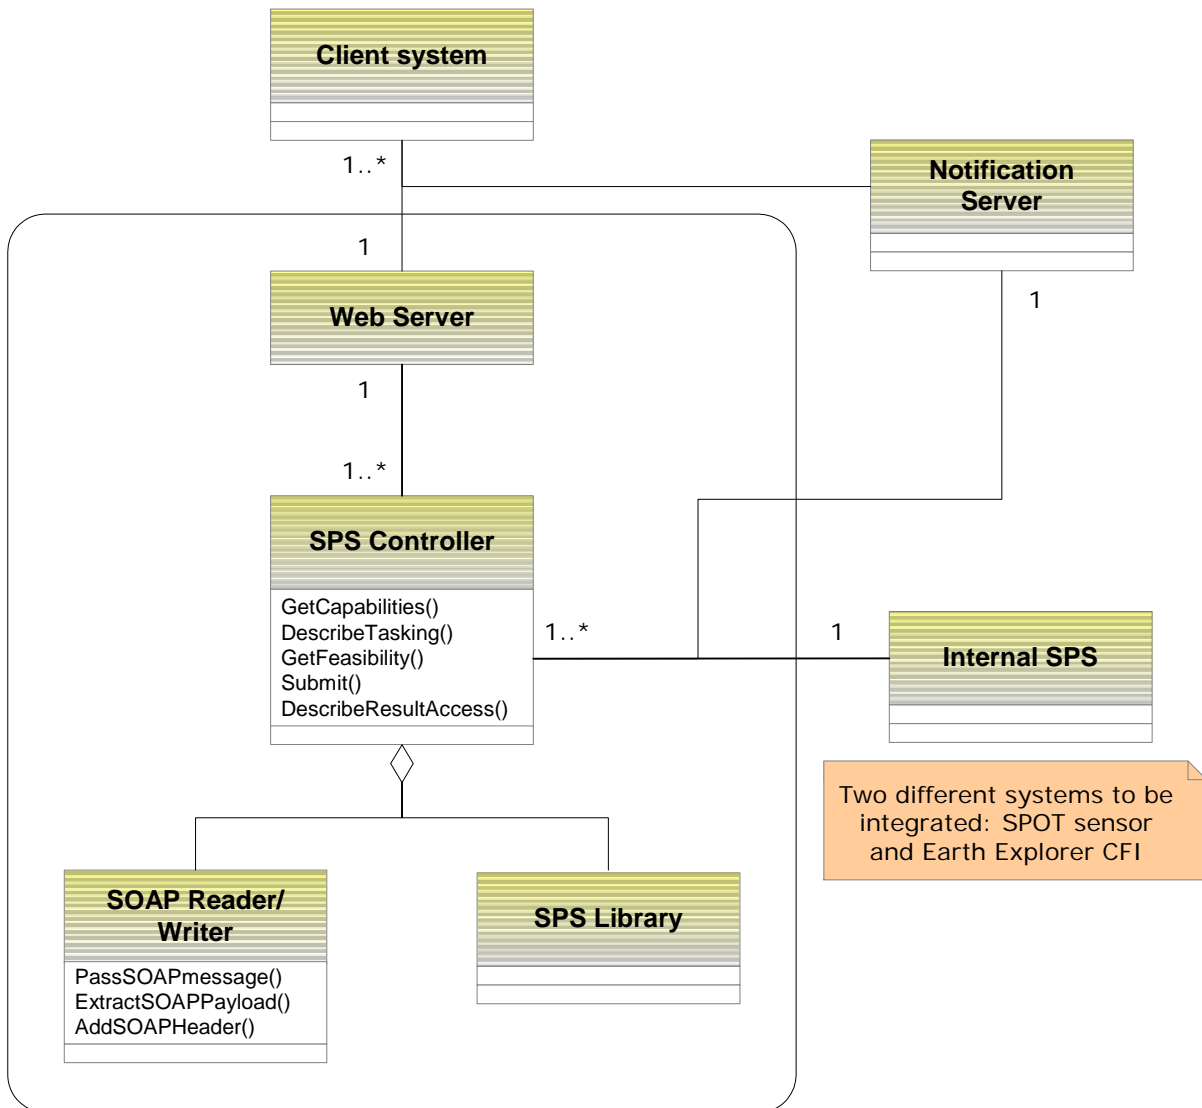 Client system
1..*
Notification
Server
1
1
Web Server
1
1..*
SPS Controller
GetCapabilities()
DescribeTasking()
GetFeasibility()
Submit()
DescribeResultAccess()
1..*
1
Internal SPS
Two different systems to be
integrated: SPOT sensor
and Earth Explorer CFI
SOAP Reader/
Writer
PassSOAPmessage()
ExtractSOAPPayload()
AddSOAPHeader()
SPS Library